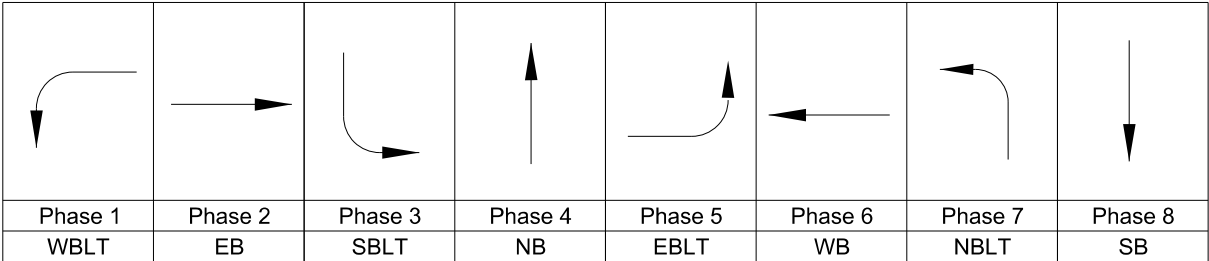 Phase 1 Phase 2 Phase 3 Phase 4 Phase 5 Phase 6 Phase 7 Phase 8
WBLT EB SBLT NB EBLT WB NBLT SB